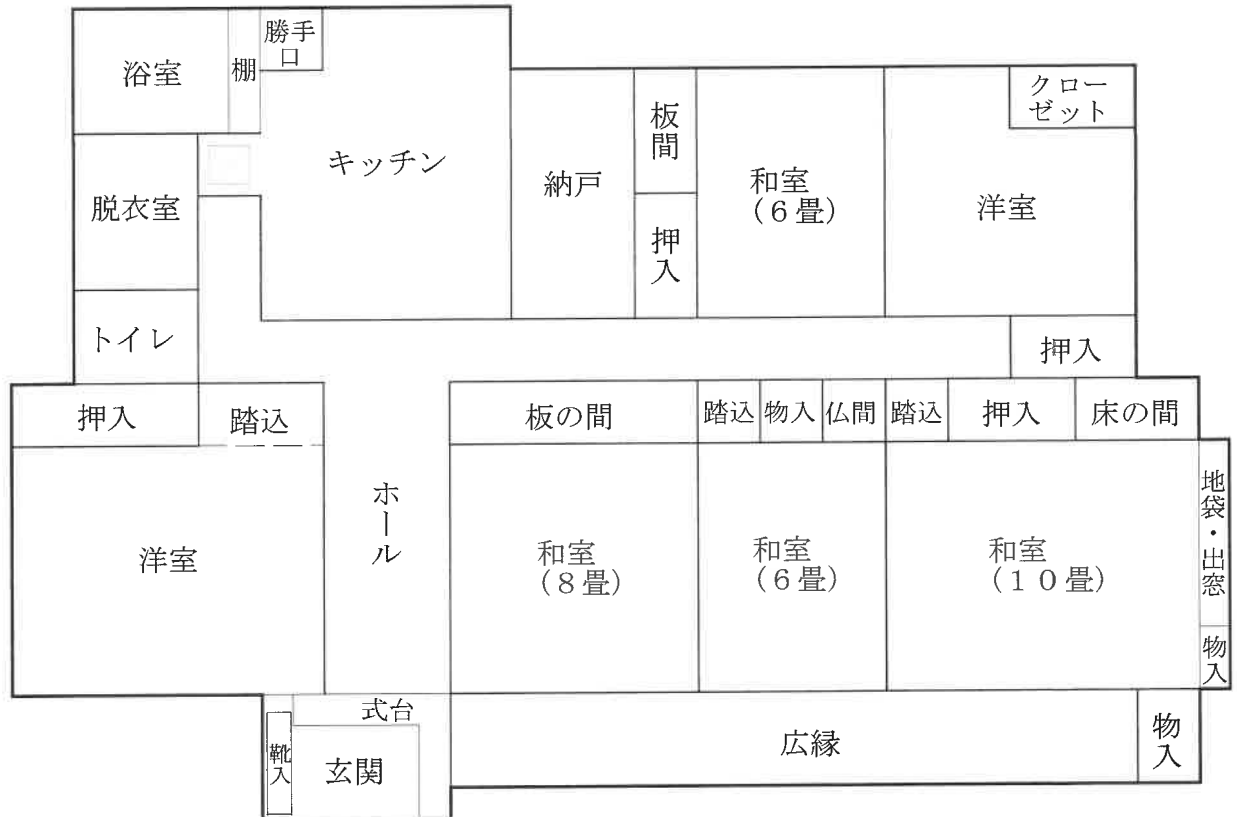 浴室
棚
勝手
口
キッチン
脱衣室
トイレ
納戸
板間
押入
和室
(6畳)
クロー
ゼット
洋室
押入
押入
踏込
洋室
ホール
板の間
踏込
物入
仏間
踏込
押入
床の間
和室
(8畳)
和室
(6畳)
和室
(10畳)
地袋・出窓
物入
式台
靴入
玄関
広縁
物入